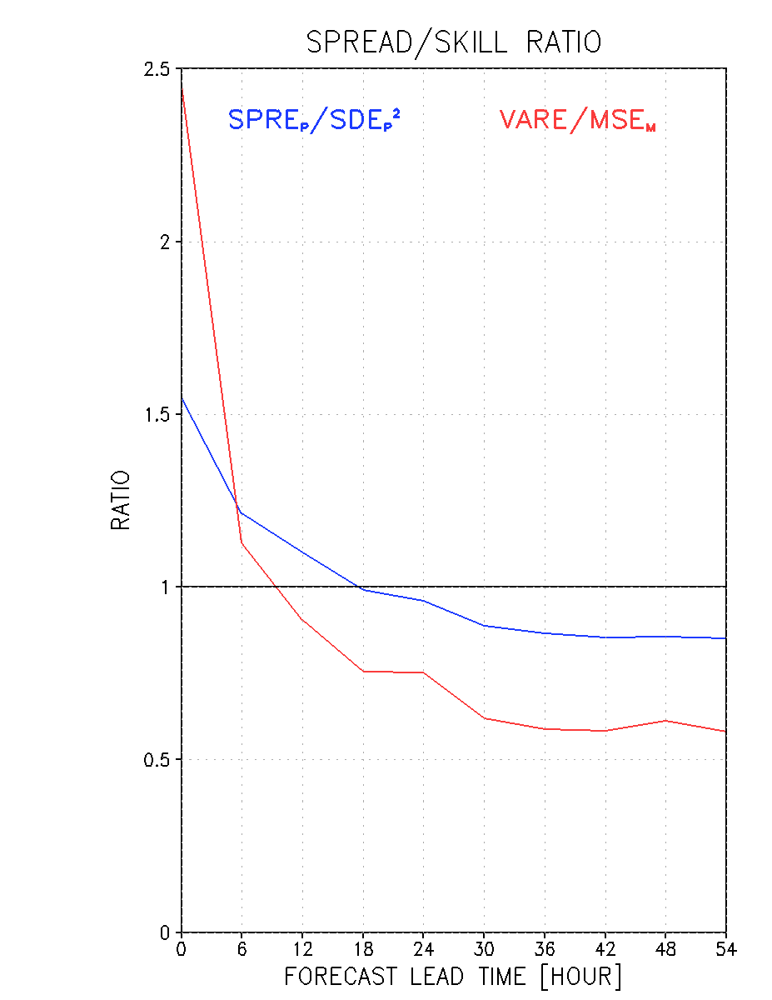 SPREAD/SKILL RATIO
2.5
SPREₚ/SDEₚ² VARE/MSEₘ
2
1.5
RATIO
1
0.5
0
0 6 12 18 24 30 36 42 48 54
FORECAST LEAD TIME [HOUR]